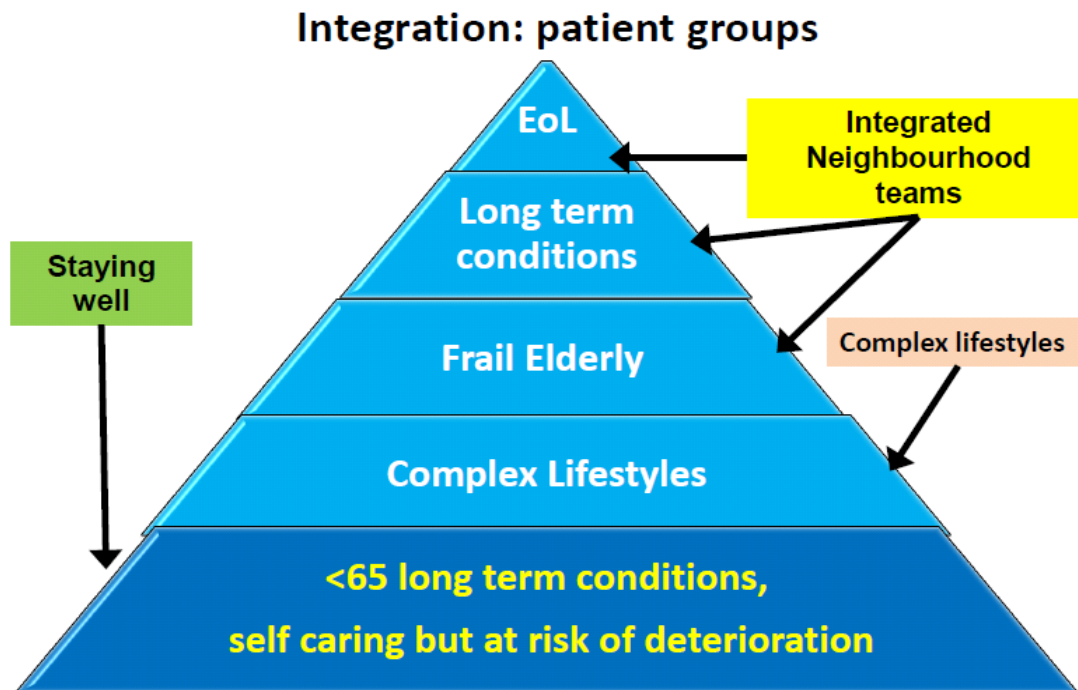 Integration: patient groups
EoL
Integrated
Neighbourhood
teams
Long term
conditions
Staying
well
Frail Elderly
Complex lifestyles
Complex Lifestyles
<65 long term conditions,
self caring but at risk of deterioration